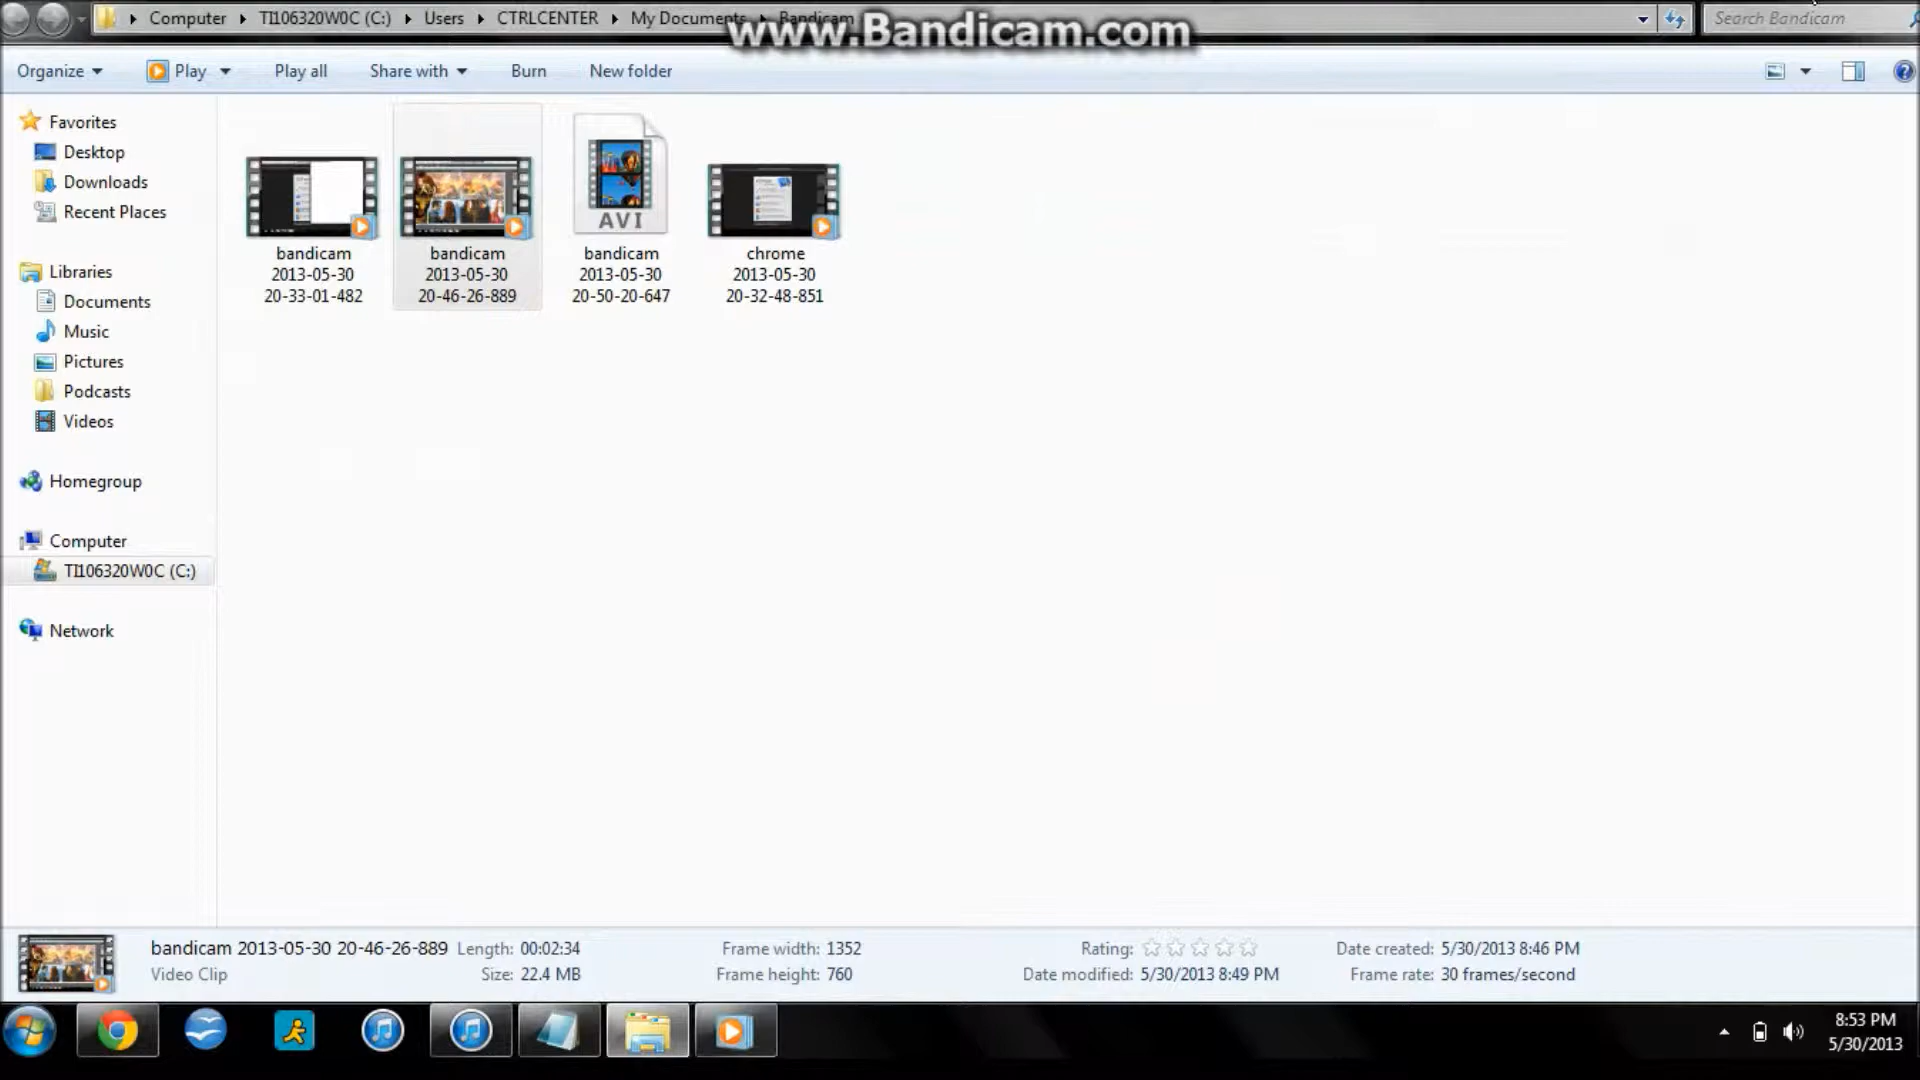 Computer TI106320W0C (C:) Users CTRLCENTER My Documents Bandicam Search Bandicam
www.Bandicam.com
Organize Play Play all Share with Burn New folder
Favorites
Desktop
Downloads
Recent Places
Libraries
Documents
Music
Pictures
Podcasts
Videos
Homegroup
Computer
TI106320W0C (C:)
Network
bandicam
2013-05-30
20-33-01-482
bandicam
2013-05-30
20-46-26-889
AVI
bandicam
2013-05-30
20-50-20-647
chrome
2013-05-30
20-32-48-851
bandicam 2013-05-30 20-46-26-889 Length: 00:02:34 Frame width: 1352 Rating: Date created: 5/30/2013 8:46 PM
Video Clip Size: 22.4 MB Frame height: 760 Date modified: 5/30/2013 8:49 PM Frame rate: 30 frames/second
8:53 PM
5/30/2013